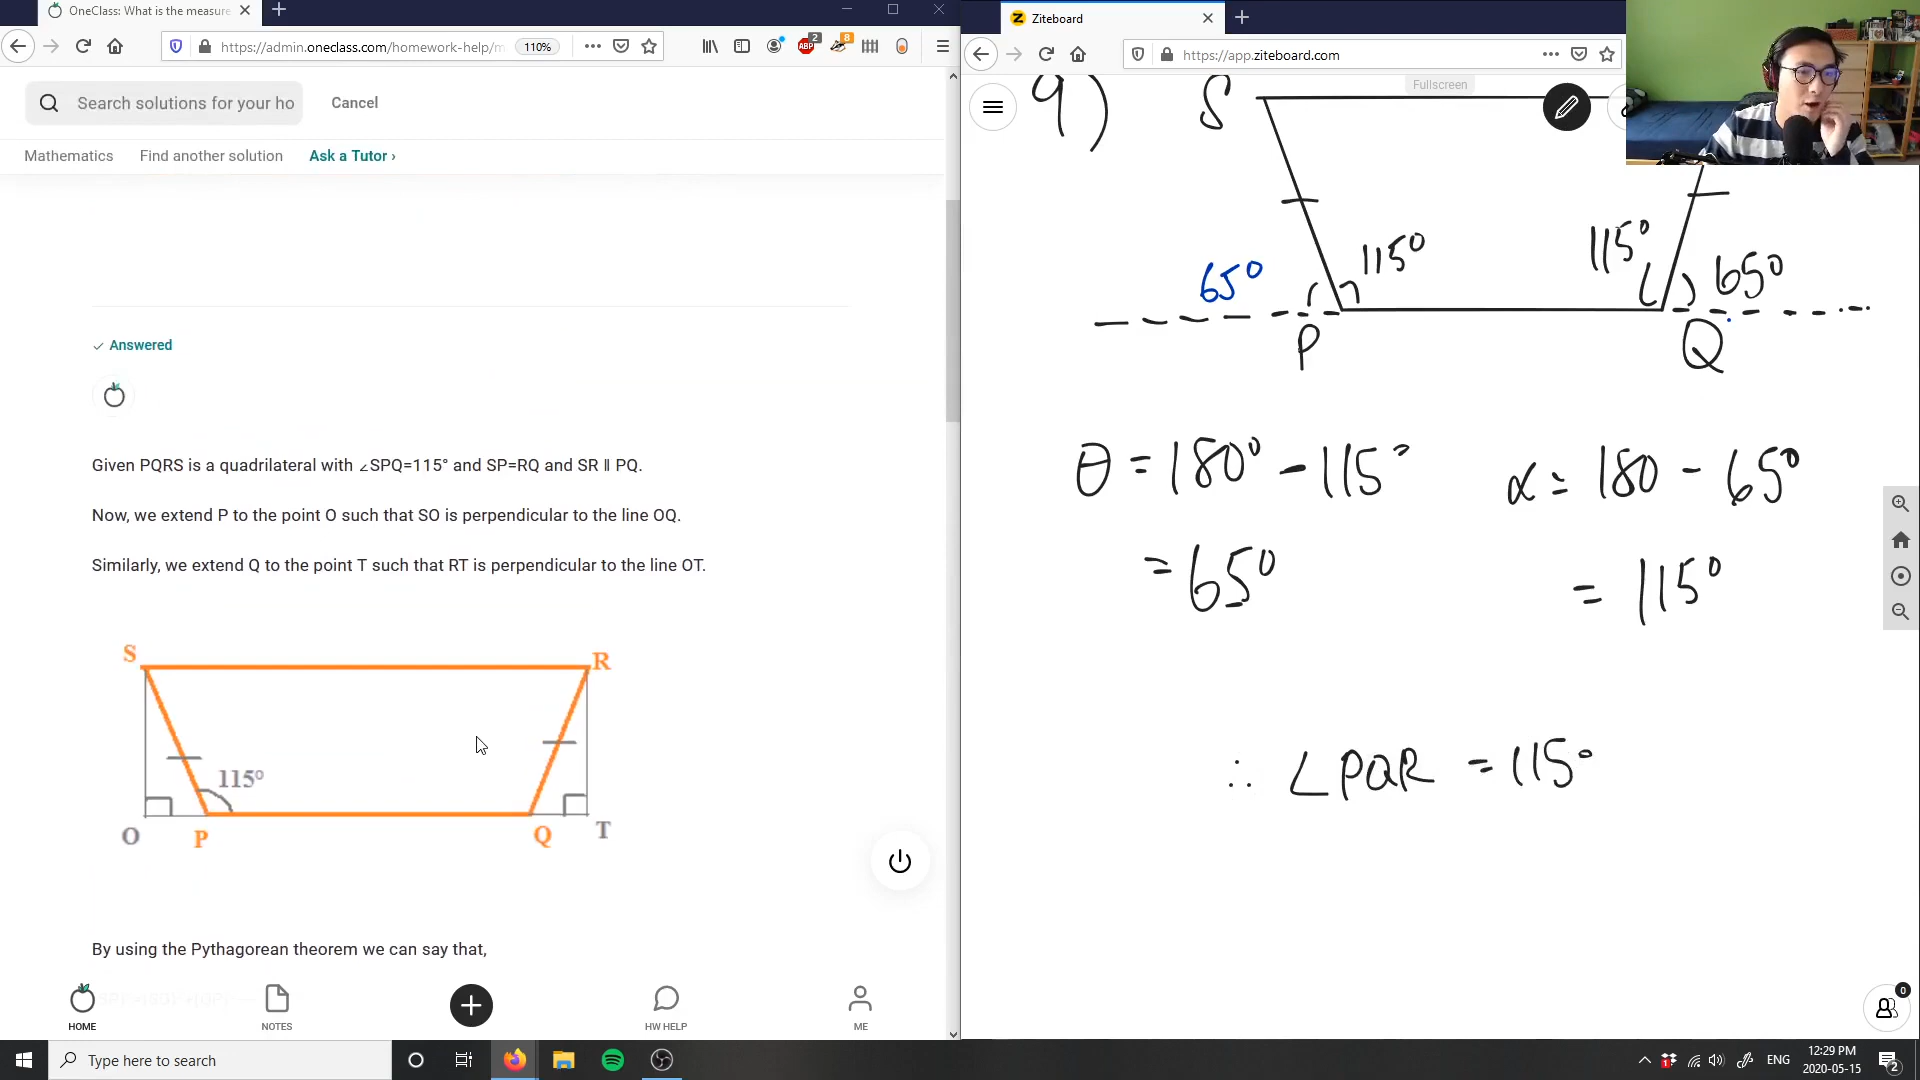 OneClass: What is the measure
https://admin.oneclass.com/homework-help/m
110%
ABP
2
8
Search solutions for your ho
Cancel
Mathematics
Find another solution
Ask a Tutor ›
Answered
Given PQRS is a quadrilateral with ∠SPQ=115° and SP=RQ and SR ∥ PQ.
Now, we extend P to the point O such that SO is perpendicular to the line OQ.
Similarly, we extend Q to the point T such that RT is perpendicular to the line OT.
S
R
115°
O
P
Q
T
By using the Pythagorean theorem we can say that,
HOME
NOTES
HW HELP
ME
Ziteboard
https://app.ziteboard.com
Fullscreen
9)
S
65°
115°
115°
65°
P
Q
θ = 180° - 115°
= 65°
α = 180 - 65°
= 115°
∴ ∠PQR = 115°
0
Type here to search
ENG
12:29 PM
2020-05-15
2